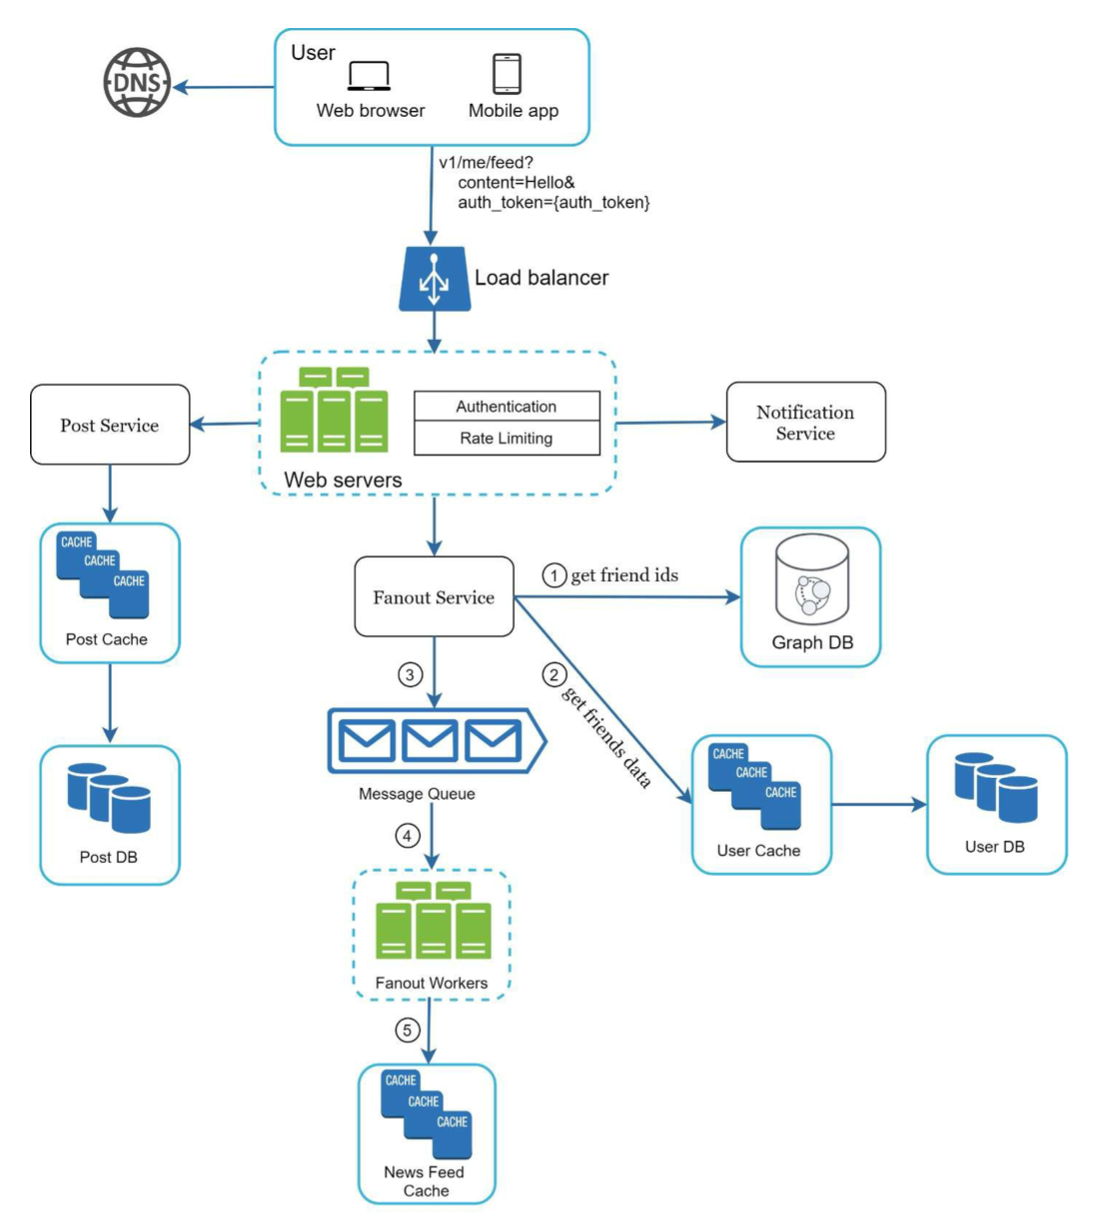 User
DNS
Web browser
Mobile app
v1/me/feed?
content=Hello&
auth_token={auth_token}
Load balancer
Post Service
Authentication
Rate Limiting
Web servers
Notification
Service
CACHE
CACHE
CACHE
Post Cache
Fanout Service
1 get friend ids
Graph DB
3
2 get friends data
Message Queue
Post DB
CACHE
CACHE
CACHE
User Cache
User DB
4
Fanout Workers
5
CACHE
CACHE
CACHE
News Feed
Cache